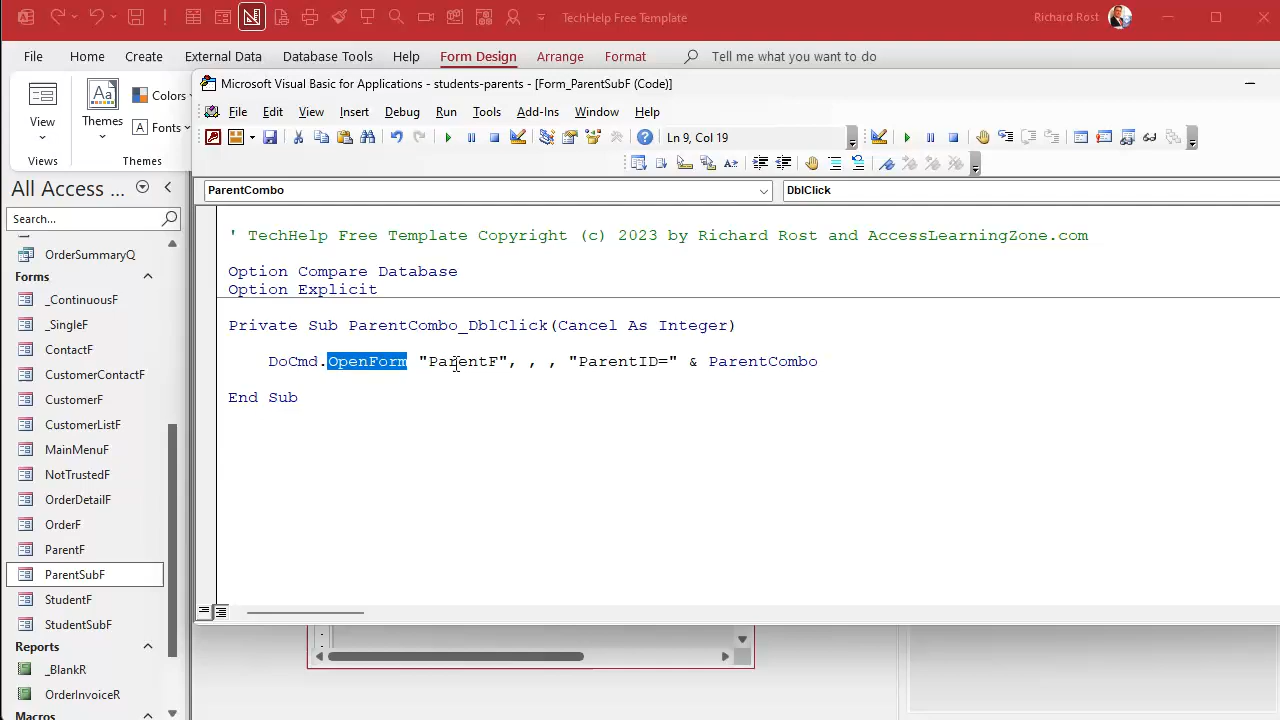 TechHelp Free Template
Richard Rost
File Home Create External Data Database Tools Help Form Design Arrange Format Tell me what you want to do
View
Views
Themes
Colors
Fonts
Themes
Microsoft Visual Basic for Applications - students-parents - [Form_ParentSubF (Code)]
File Edit View Insert Debug Run Tools Add-Ins Window Help
Ln 9, Col 19
ParentCombo
DblClick
All Access ...
Search...
OrderSummaryQ
Forms
_ContinuousF
_SingleF
ContactF
CustomerContactF
CustomerF
CustomerListF
MainMenuF
NotTrustedF
OrderDetailF
OrderF
ParentF
ParentSubF
StudentF
StudentSubF
Reports
_BlankR
OrderInvoiceR
Macros
' TechHelp Free Template Copyright (c) 2023 by Richard Rost and AccessLearningZone.com
Option Compare Database
Option Explicit
Private Sub ParentCombo_DblClick(Cancel As Integer)
DoCmd.OpenForm "ParentF", , , "ParentID=" & ParentCombo
End Sub